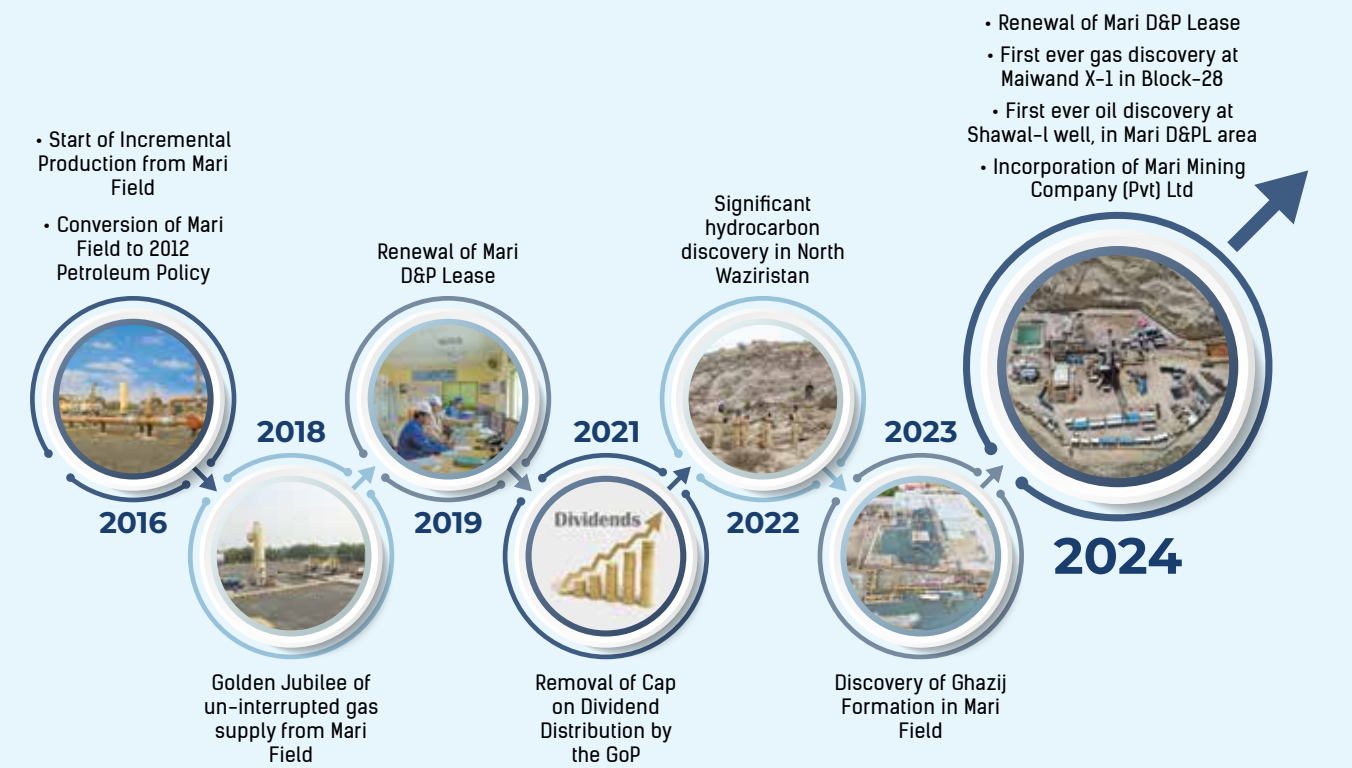 • Start of Incremental
Production from Mari
Field
• Conversion of Mari
Field to 2012
Petroleum Policy
2016
2018
Golden Jubilee of
un-interrupted gas
supply from Mari
Field
Renewal of Mari
D&P Lease
2019
2021
Dividends
Removal of Cap
on Dividend
Distribution by
the GoP
Significant
hydrocarbon
discovery in North
Waziristan
2022
2023
Discovery of Ghazij
Formation in Mari
Field
• Renewal of Mari D&P Lease
• First ever gas discovery at
Maiwand X-1 in Block-28
• First ever oil discovery at
Shawal-l well, in Mari D&PL area
• Incorporation of Mari Mining
Company (Pvt) Ltd
2024